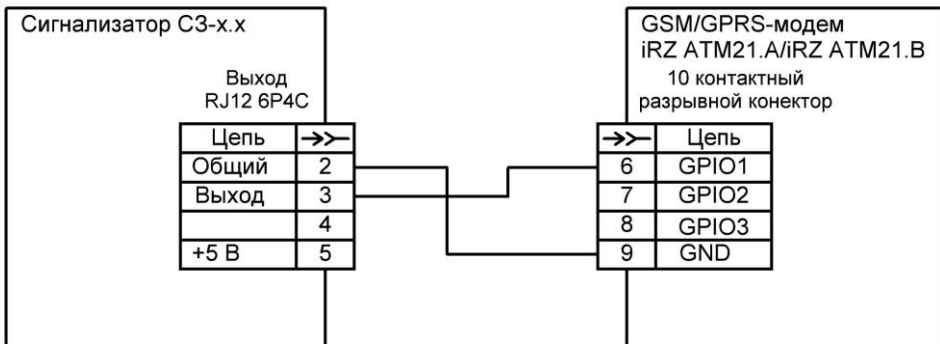 Сигнализатор СЗ-х.х
Выход
RJ12 6P4C
Цепь
Общий 2
Выход 3
4
+5 В 5
GSM/GPRS-модем
iRZ ATM21.A/iRZ ATM21.B
10 контактный
разрывной конектор
Цепь
6 GPIO1
7 GPIO2
8 GPIO3
9 GND